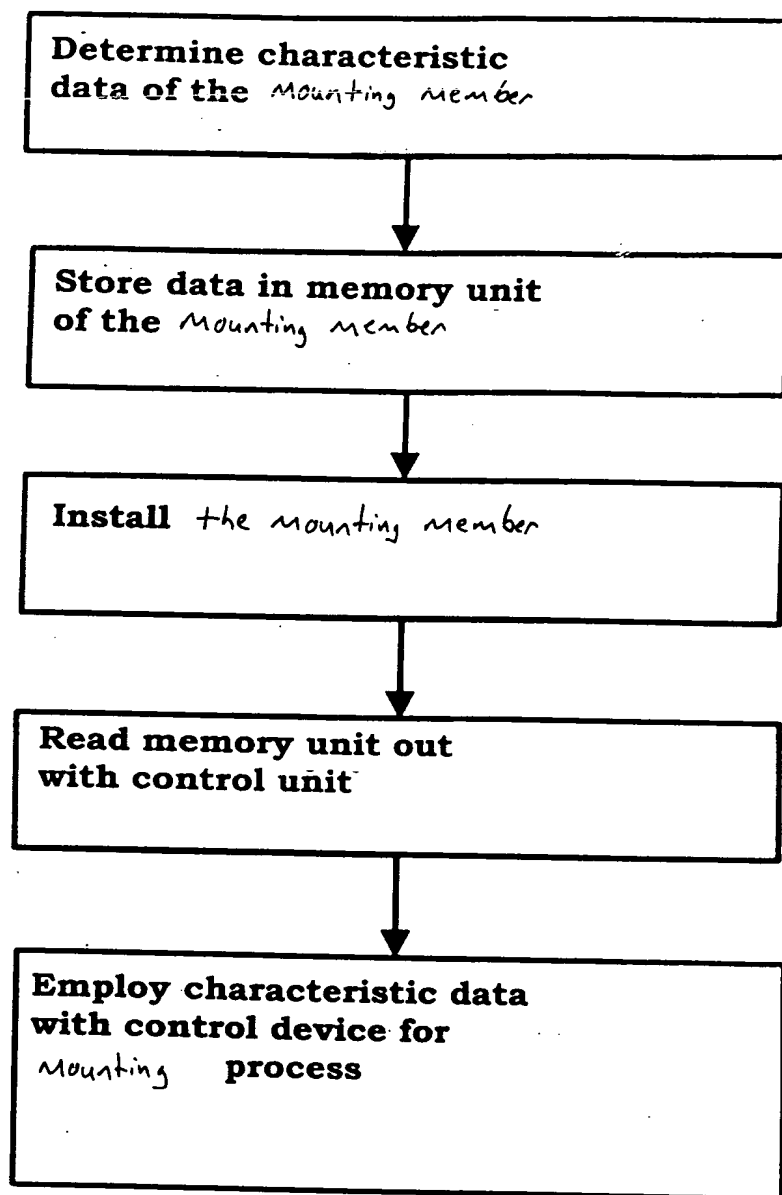 Determine characteristic
data of the Mounting member
Store data in memory unit
of the Mounting member
Install the Mounting member
Read memory unit out
with control unit
Employ characteristic data
with control device for
Mounting process